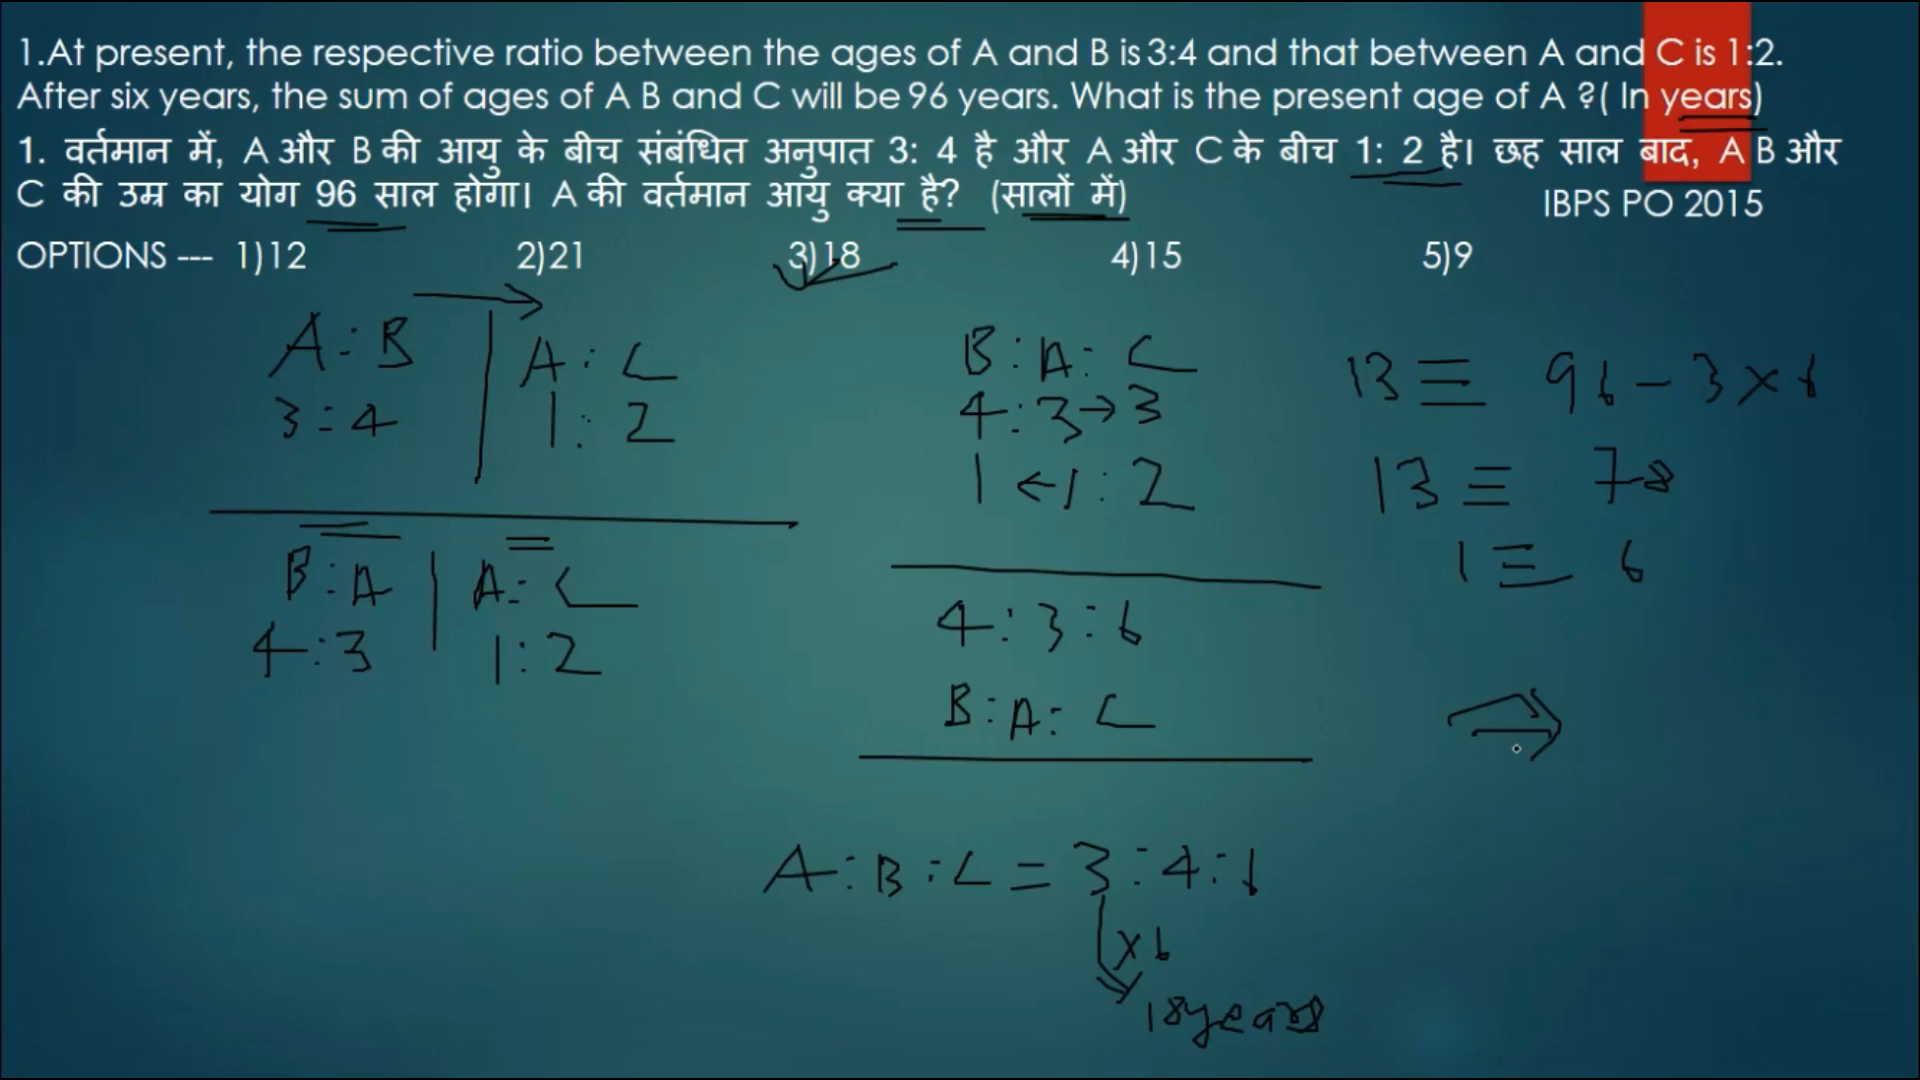 1.At present, the respective ratio between the ages of A and B is 3:4 and that between A and C is 1:2.
After six years, the sum of ages of A B and C will be 96 years. What is the present age of A ?( In years)
1. वर्तमान में, A और B की आयु के बीच संबंधित अनुपात 3: 4 है और A और C के बीच 1: 2 है। छह साल बाद, A B और
C की उम्र का योग 96 साल होगा। A की वर्तमान आयु क्या है? (सालों में)
IBPS PO 2015
OPTIONS --- 1)12 2)21 3)18 4)15 5)9
A:B | A:C
3:4 1:2
B:A | A:C
4:3 1:2
B:A:C
4:3→3
1←1:2
4:3:6
B:A:C
13≡ 96-3×6
13≡ 78
1≡ 6
A:B:C=3:4:6
×6
18years